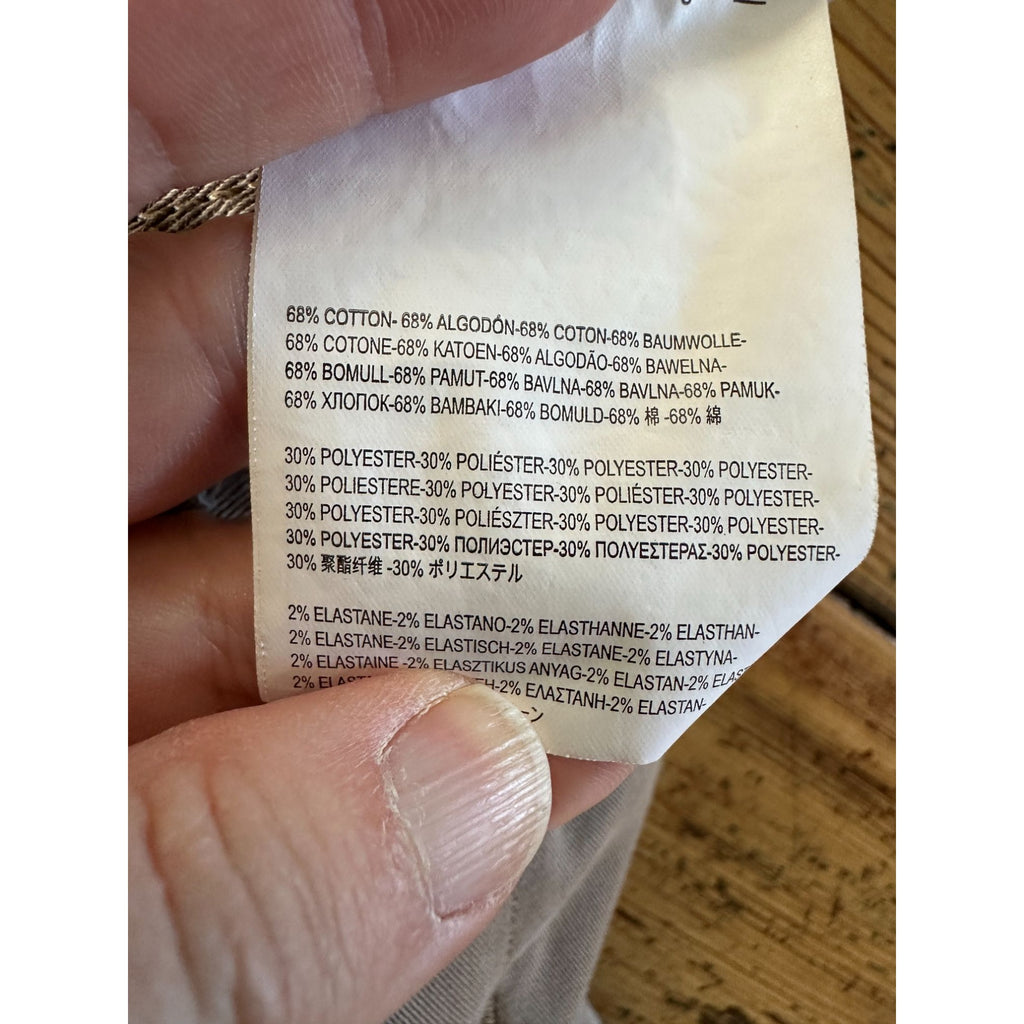 68% COTTON- 68% ALGODÓN-68% COTON-68% BAUMWOLLE-
68% COTONE-68% KATOEN-68% ALGODÃO-68% BAWELNA-
68% BOMULL-68% PAMUT-68% BAVLNA-68% BAVLNA-68% PAMUK-
68% ХЛОПОК-68% BAMBAKI-68% BOMULD-68% 棉 -68% 綿
30% POLYESTER-30% POLIÉSTER-30% POLYESTER-30% POLYESTER-
30% POLIESTERE-30% POLYESTER-30% POLIÉSTER-30% POLYESTER-
30% POLYESTER-30% POLIÉSZTER-30% POLYESTER-30% POLYESTER-
30% POLYESTER-30% ПОЛИЭСТЕР-30% ΠΟΛΥΕΣΤΕΡΑΣ-30% POLYESTER-
30% 聚酯纤维 -30% ポリエステル
2% ELASTANE-2% ELASTANO-2% ELASTHANNE-2% ELASTHAN-
2% ELASTANE-2% ELASTISCH-2% ELASTANE-2% ELASTYNA-
2% ELASTAINE -2% ELASZTIKUS ANYAG-2% ELASTAN-2%
2% -2% ΕΛΑΣΤΑΝΗ-2% ELASTAN-